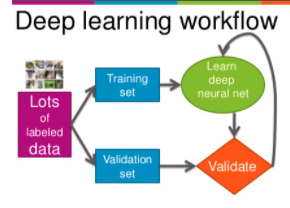 Deep learning workflow
Lots
of
labeled
data
Training
set
Validation
set
Learn
deep
neural net
Validate